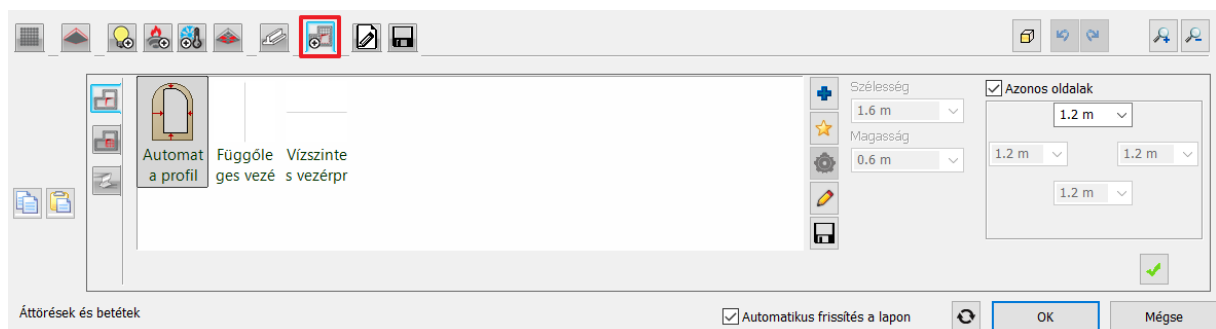 Szélesség
Azonos oldalak
1.6 m
1.2 m
Magasság
Automat
a profil
Függőle
ges vezé
Vízszinte
s vezérpr
0.6 m
1.2 m
1.2 m
1.2 m
Áttörések és betétek
Automatikus frissítés a lapon
OK
Mégse